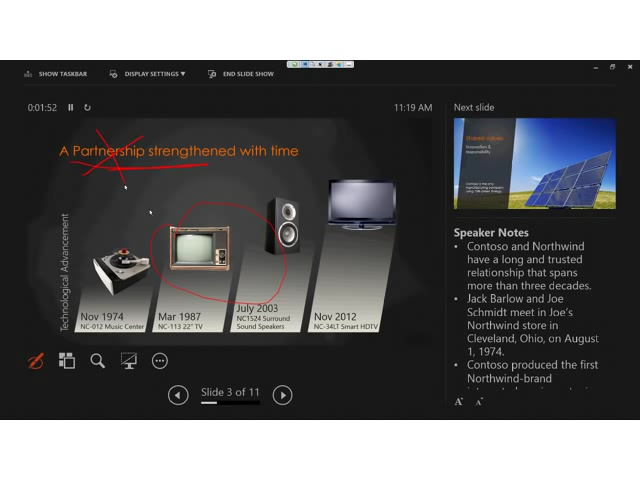 SHOW TASKBAR
DISPLAY SETTINGS ▼
END SLIDE SHOW
0:01:52
11:19 AM
A Partnership strengthened with time
Technological Advancement
Nov 1974
NC-012 Music Center
Mar 1987
NC-113 22" TV
July 2003
NC1524 Surround
Sound Speakers
Nov 2012
NC-34LT Smart HDTV
Slide 3 of 11
Next slide
Innovation &
responsibility
Speaker Notes
• Contoso and Northwind
have a long and trusted
relationship that spans
more than three decades.
• Jack Barlow and Joe
Schmidt meet in Joe's
Northwind store in
Cleveland, Ohio, on August
1, 1974.
• Contoso produced the first
Northwind-brand
A
A